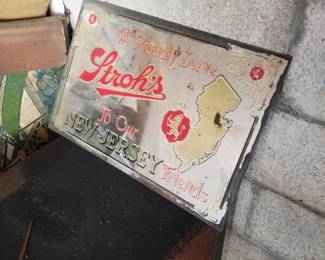 We Proudly Serve
Stroh's
To Our
NEW JERSEY
Friends